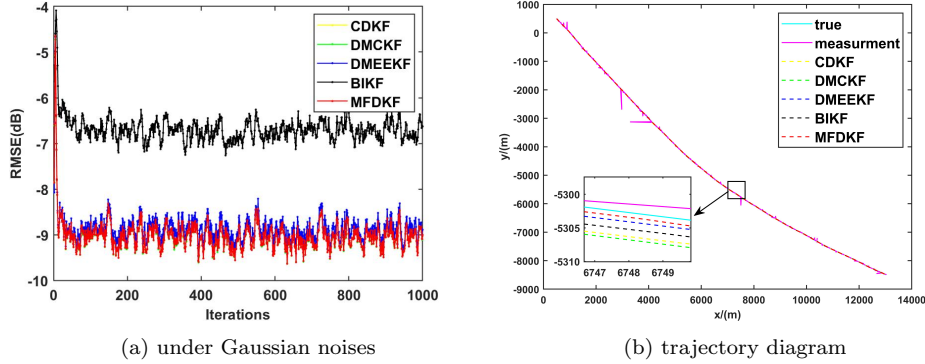 -4
-5
-6
-7
-8
-9
-10
RMSE(dB)
0
200
400
600
800
1000
Iterations
CDKF
DMCKF
DMEEKF
BIKF
MFDKF
(a) under Gaussian noises
1000
0
-1000
-2000
-3000
-4000
-5000
-6000
-7000
-8000
-9000
y/(m)
0
2000
4000
6000
8000
10000
12000
14000
x/(m)
true
measurment
CDKF
DMCKF
DMEEKF
BIKF
MFDKF
-5300
-5305
-5310
6747
6748
6749
(b) trajectory diagram